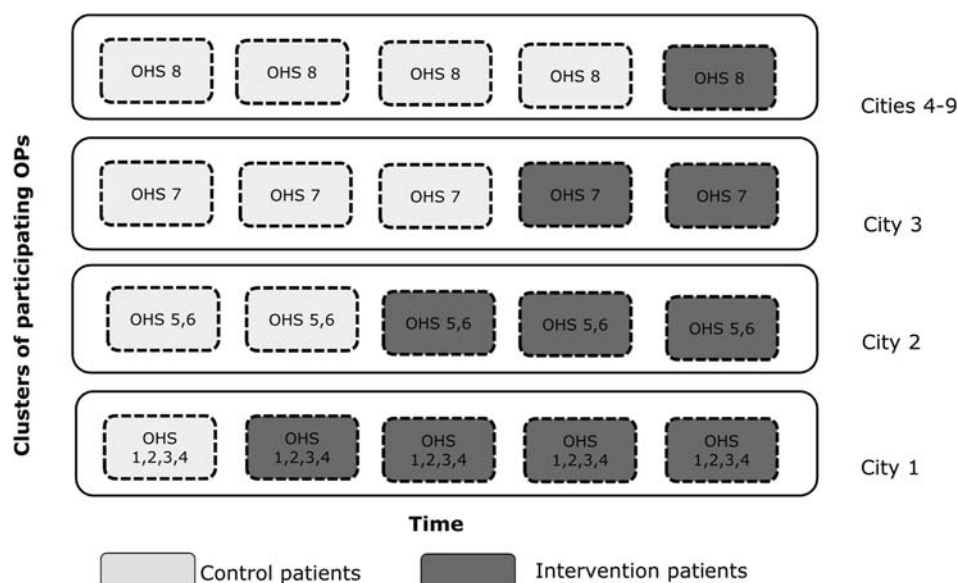 Clusters of participating OPs
OHS 8 OHS 8 OHS 8 OHS 8 OHS 8
Cities 4-9
OHS 7 OHS 7 OHS 7 OHS 7 OHS 7
City 3
OHS 5,6 OHS 5,6 OHS 5,6 OHS 5,6 OHS 5,6
City 2
OHS OHS OHS OHS OHS
1,2,3,4 1,2,3,4 1,2,3,4 1,2,3,4 1,2,3,4
City 1
Time
Control patients Intervention patients